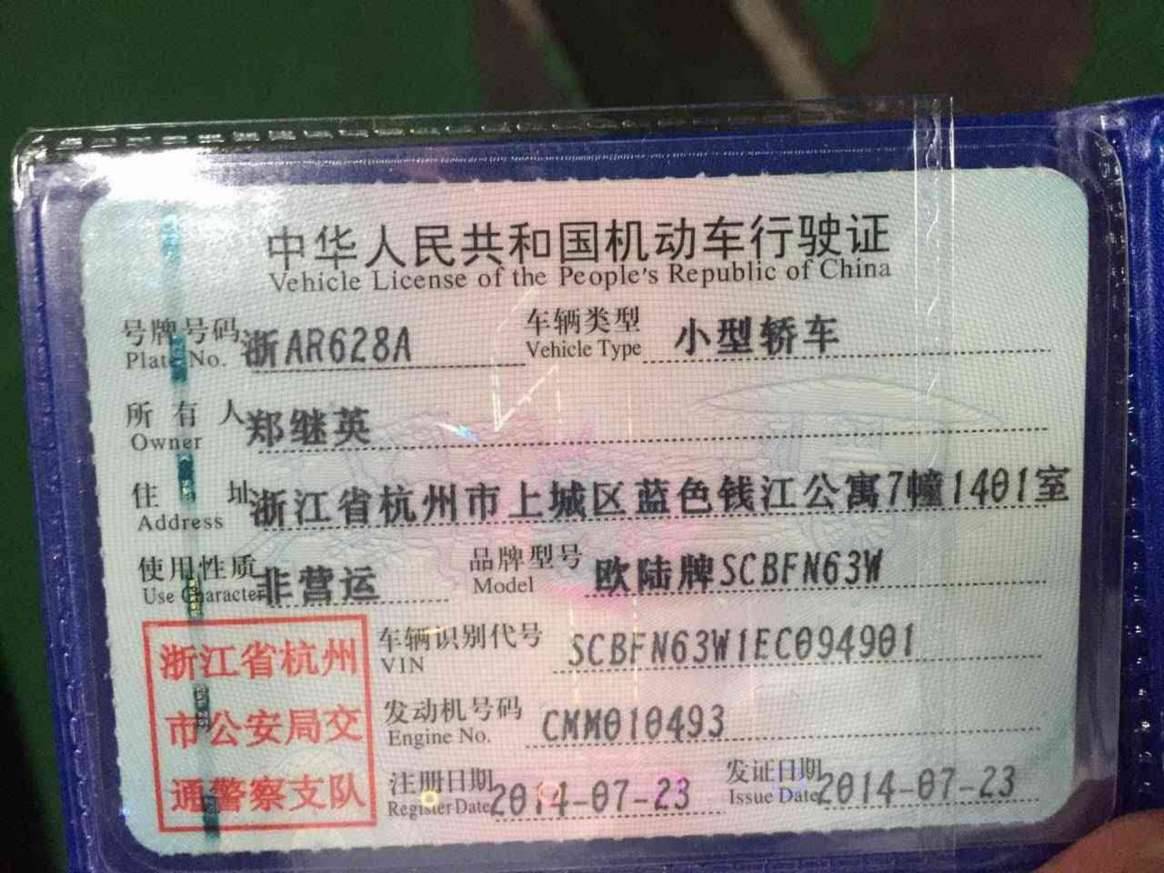 中华人民共和国机动车行驶证
Vehicle License of the People's Republic of China
号牌号码 浙AR628A 车辆类型 小型轿车
Plate No. Vehicle Type
所有人 郑继英
Owner
住址 浙江省杭州市上城区蓝色钱江公寓7幢1401室
Address
使用性质 非营运 品牌型号 欧陆牌SCBFN63W
Use Character Model
浙江省杭州
市公安局交
通警察支队
车辆识别代号 SCBFN63W1EC094901
VIN
发动机号码 CMM010493
Engine No.
注册日期 2014-07-23 发证日期 2014-07-23
Register Date Issue Date